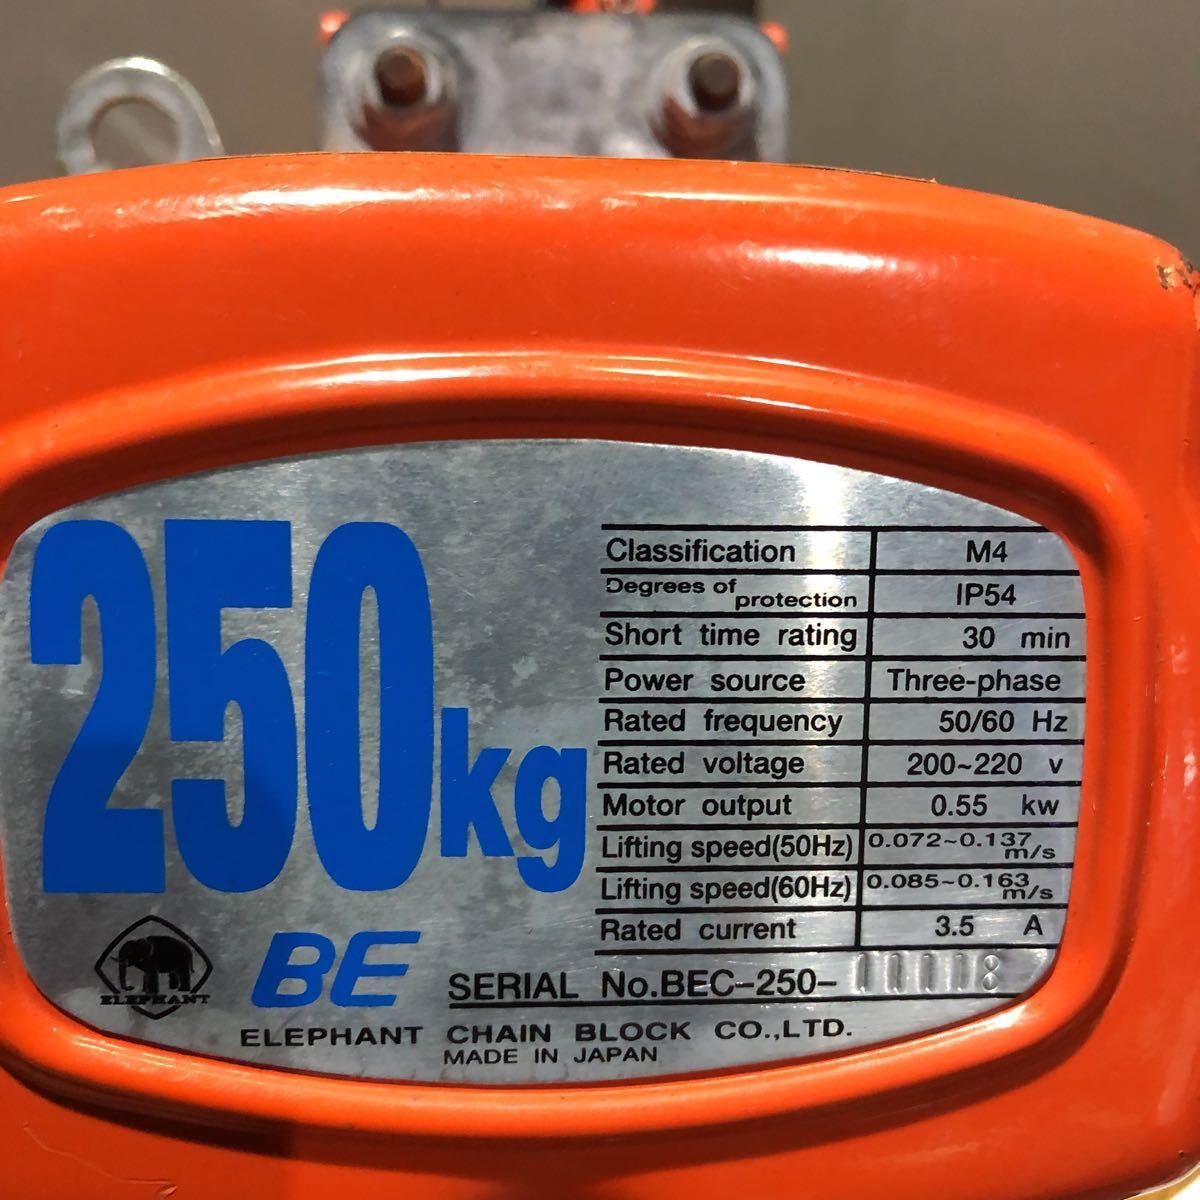 250kg
Classification M4
Degrees of protection IP54
Short time rating 30 min
Power source Three-phase
Rated frequency 50/60 Hz
Rated voltage 200~220 v
Motor output 0.55 kw
Lifting speed(50Hz) 0.072~0.137 m/s
Lifting speed(60Hz) 0.085~0.163 m/s
Rated current 3.5 A
ELEPHANT
BE
SERIAL No.BEC-250-
ELEPHANT CHAIN BLOCK CO.,LTD.
MADE IN JAPAN